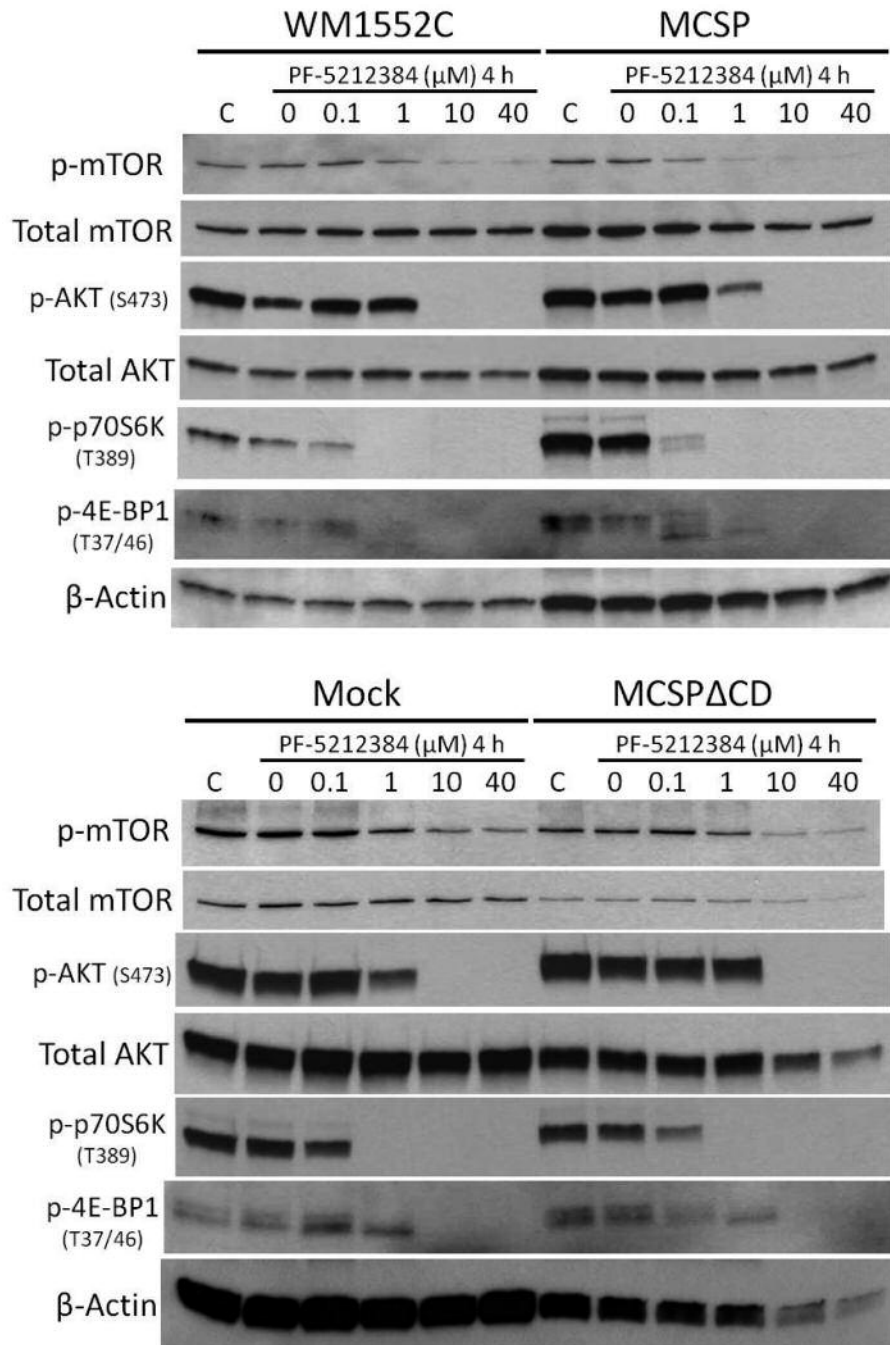 WM1552C MCSP
PF-5212384 (μM) 4 h PF-5212384 (μM) 4 h
C 0 0.1 1 10 40 C 0 0.1 1 10 40
p-mTOR
Total mTOR
p-AKT (S473)
Total AKT
p-p70S6K
(T389)
p-4E-BP1
(T37/46)
β-Actin
Mock MCSPΔCD
PF-5212384 (μM) 4 h PF-5212384 (μM) 4 h
C 0 0.1 1 10 40 C 0 0.1 1 10 40
p-mTOR
Total mTOR
p-AKT (S473)
Total AKT
p-p70S6K
(T389)
p-4E-BP1
(T37/46)
β-Actin